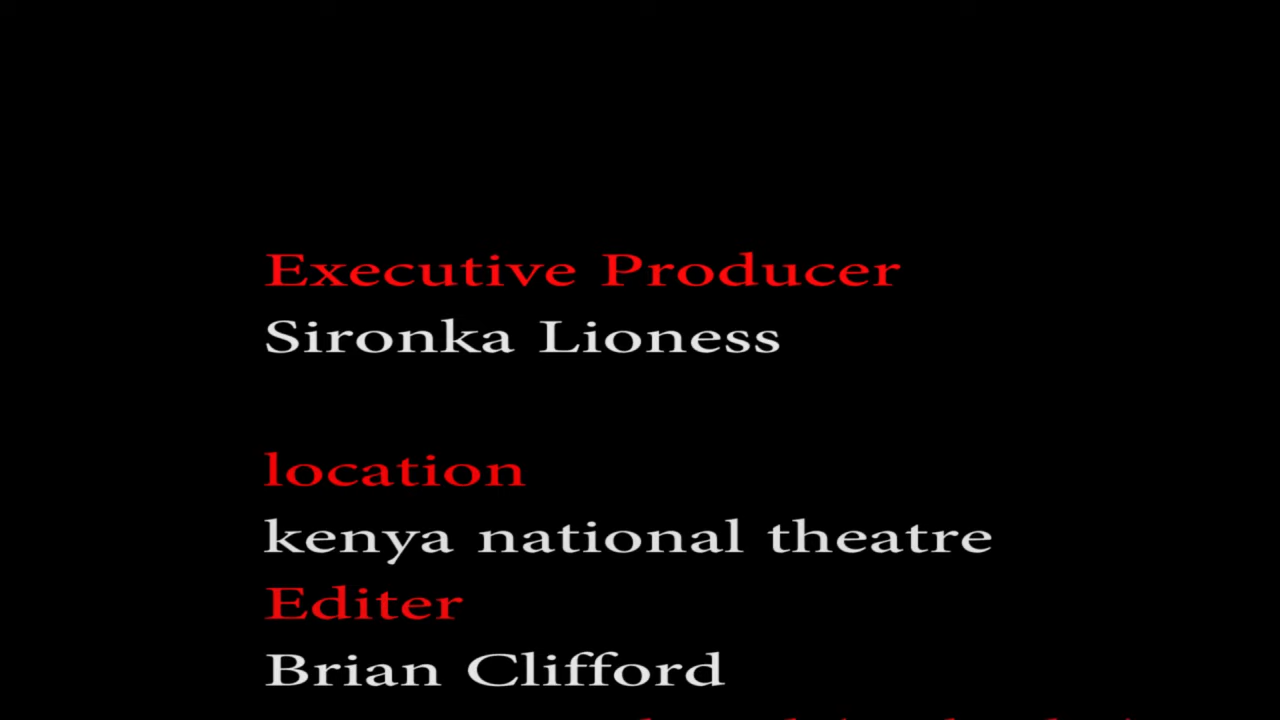 Executive Producer
Sironka Lioness
location
kenya national theatre
Editer
Brian Clifford